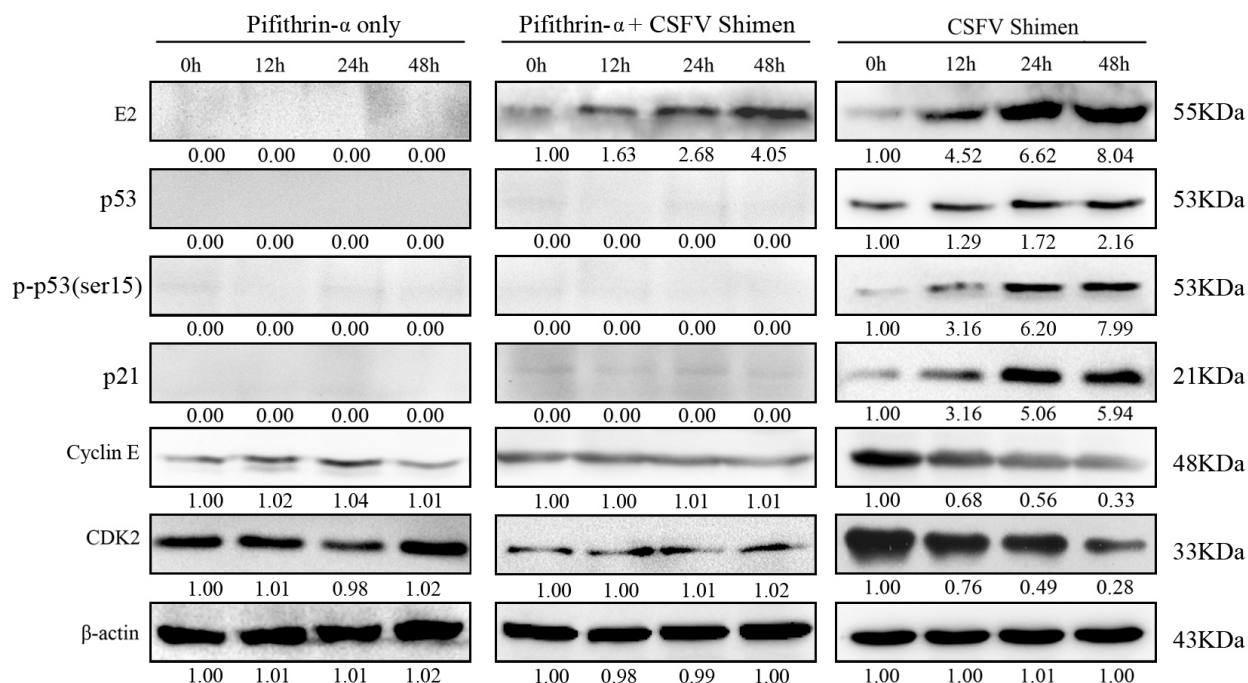 Pifithrin-α only Pifithrin-α + CSFV Shimen CSFV Shimen
0h 12h 24h 48h 0h 12h 24h 48h 0h 12h 24h 48h
E2 55KDa
0.00 0.00 0.00 0.00 1.00 1.63 2.68 4.05 1.00 4.52 6.62 8.04
p53 53KDa
0.00 0.00 0.00 0.00 0.00 0.00 0.00 0.00 1.00 1.29 1.72 2.16
p-p53(ser15) 53KDa
0.00 0.00 0.00 0.00 0.00 0.00 0.00 0.00 1.00 3.16 6.20 7.99
p21 21KDa
0.00 0.00 0.00 0.00 0.00 0.00 0.00 0.00 1.00 3.16 5.06 5.94
Cyclin E 48KDa
1.00 1.02 1.04 1.01 1.00 1.00 1.01 1.01 1.00 0.68 0.56 0.33
CDK2 33KDa
1.00 1.01 0.98 1.02 1.00 1.00 1.01 1.02 1.00 0.76 0.49 0.28
β-actin 43KDa
1.00 1.01 1.01 1.02 1.00 0.98 0.99 1.00 1.00 1.00 1.01 1.00